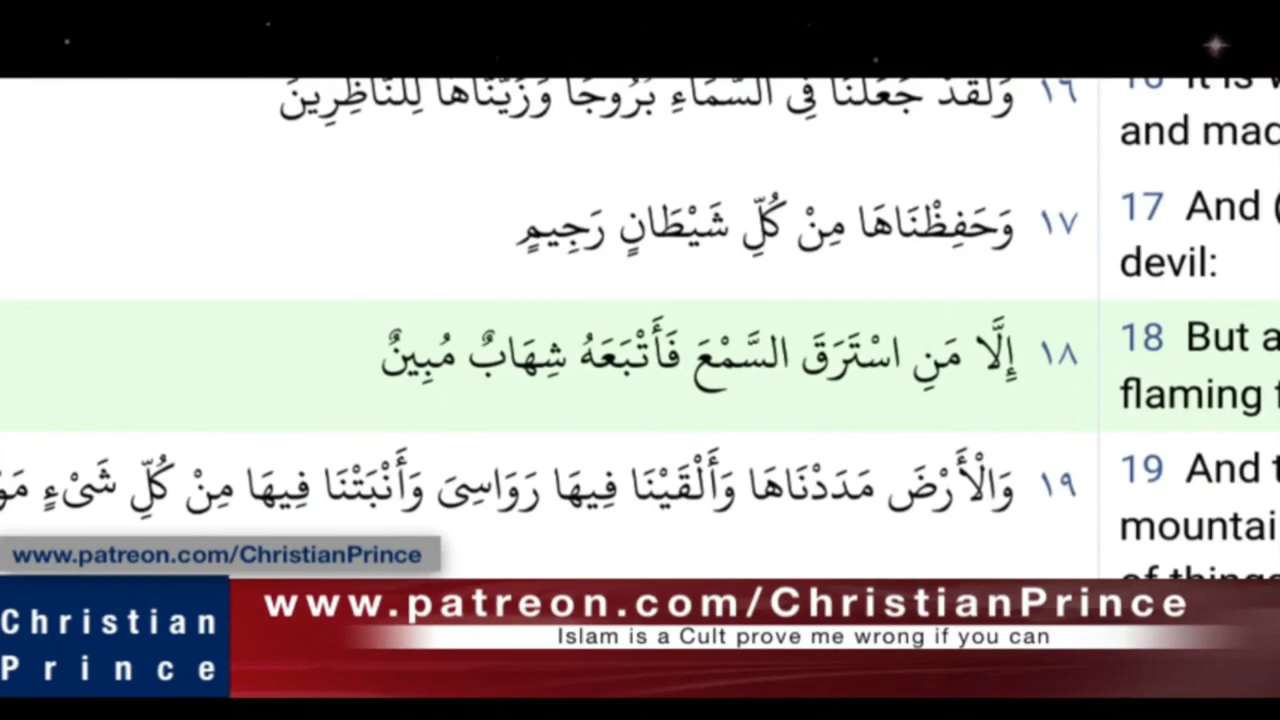 وَلَقَدْ جَعَلْنَا فِى السَّمَاءِ بُرُوجًا وَزَيَّنَّاهَا لِلنَّاظِرِينَ ١٦
and mad
وَحَفِظْنَاهَا مِنْ كُلِّ شَيْطَانٍ رَجِيمٍ ١٧
17 And (
devil:
إِلَّا مَنِ اسْتَرَقَ السَّمْعَ فَأَتْبَعَهُ شِهَابٌ مُبِينٌ ١٨
18 But a
flaming f
وَالْأَرْضَ مَدَدْنَاهَا وَأَلْقَيْنَا فِيهَا رَوَاسِىَ وَأَنْبَتْنَا فِيهَا مِنْ كُلِّ شَىْءٍ ١٩
19 And t
mountai
www.patreon.com/ChristianPrince
Christian
Prince
www.patreon.com/ChristianPrince
Islam is a Cult prove me wrong if you can